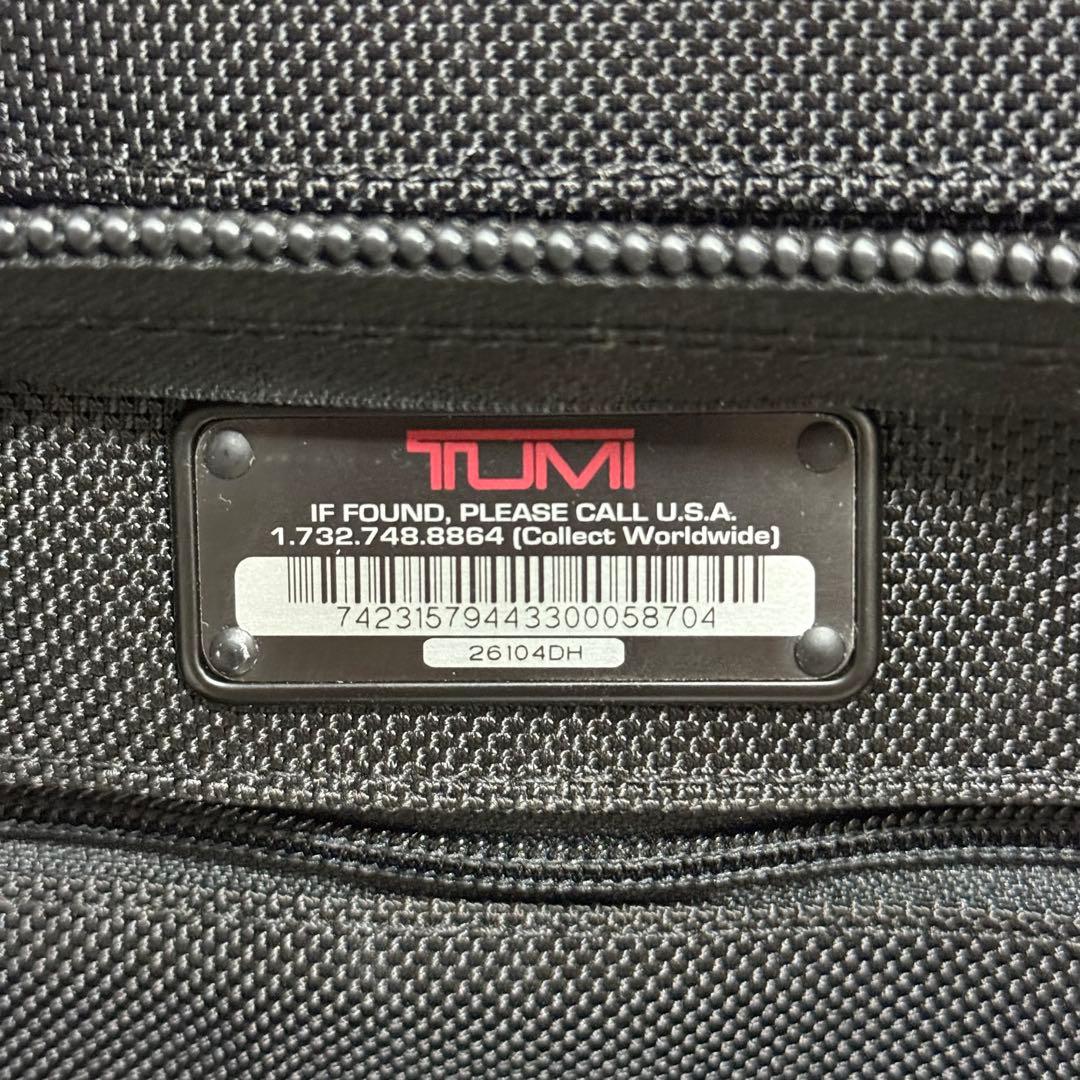 TUMI
IF FOUND, PLEASE CALL U.S.A.
1.732.748.8864 (Collect Worldwide)
74231579443300058704
26104DH